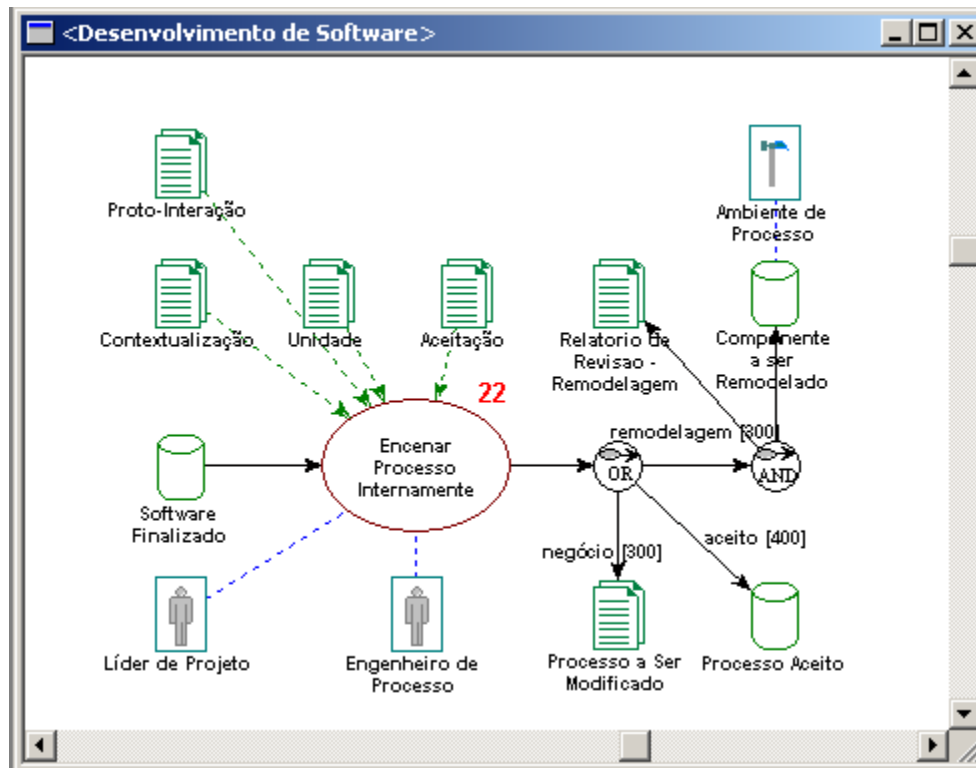 <Desenvolvimento de Software>
Proto-Interação
Ambiente de
Processo
Contextualização
Unidade
Aceitação
Relatorio de
Revisao -
Remodelagem
Componente
a ser
Remodelado
22
Encenar
Processo
Internamente
remodelagem [300]
OR
AND
Software
Finalizado
negócio [300]
aceito [400]
Líder de Projeto
Engenheiro de
Processo
Processo a Ser
Modificado
Processo Aceito